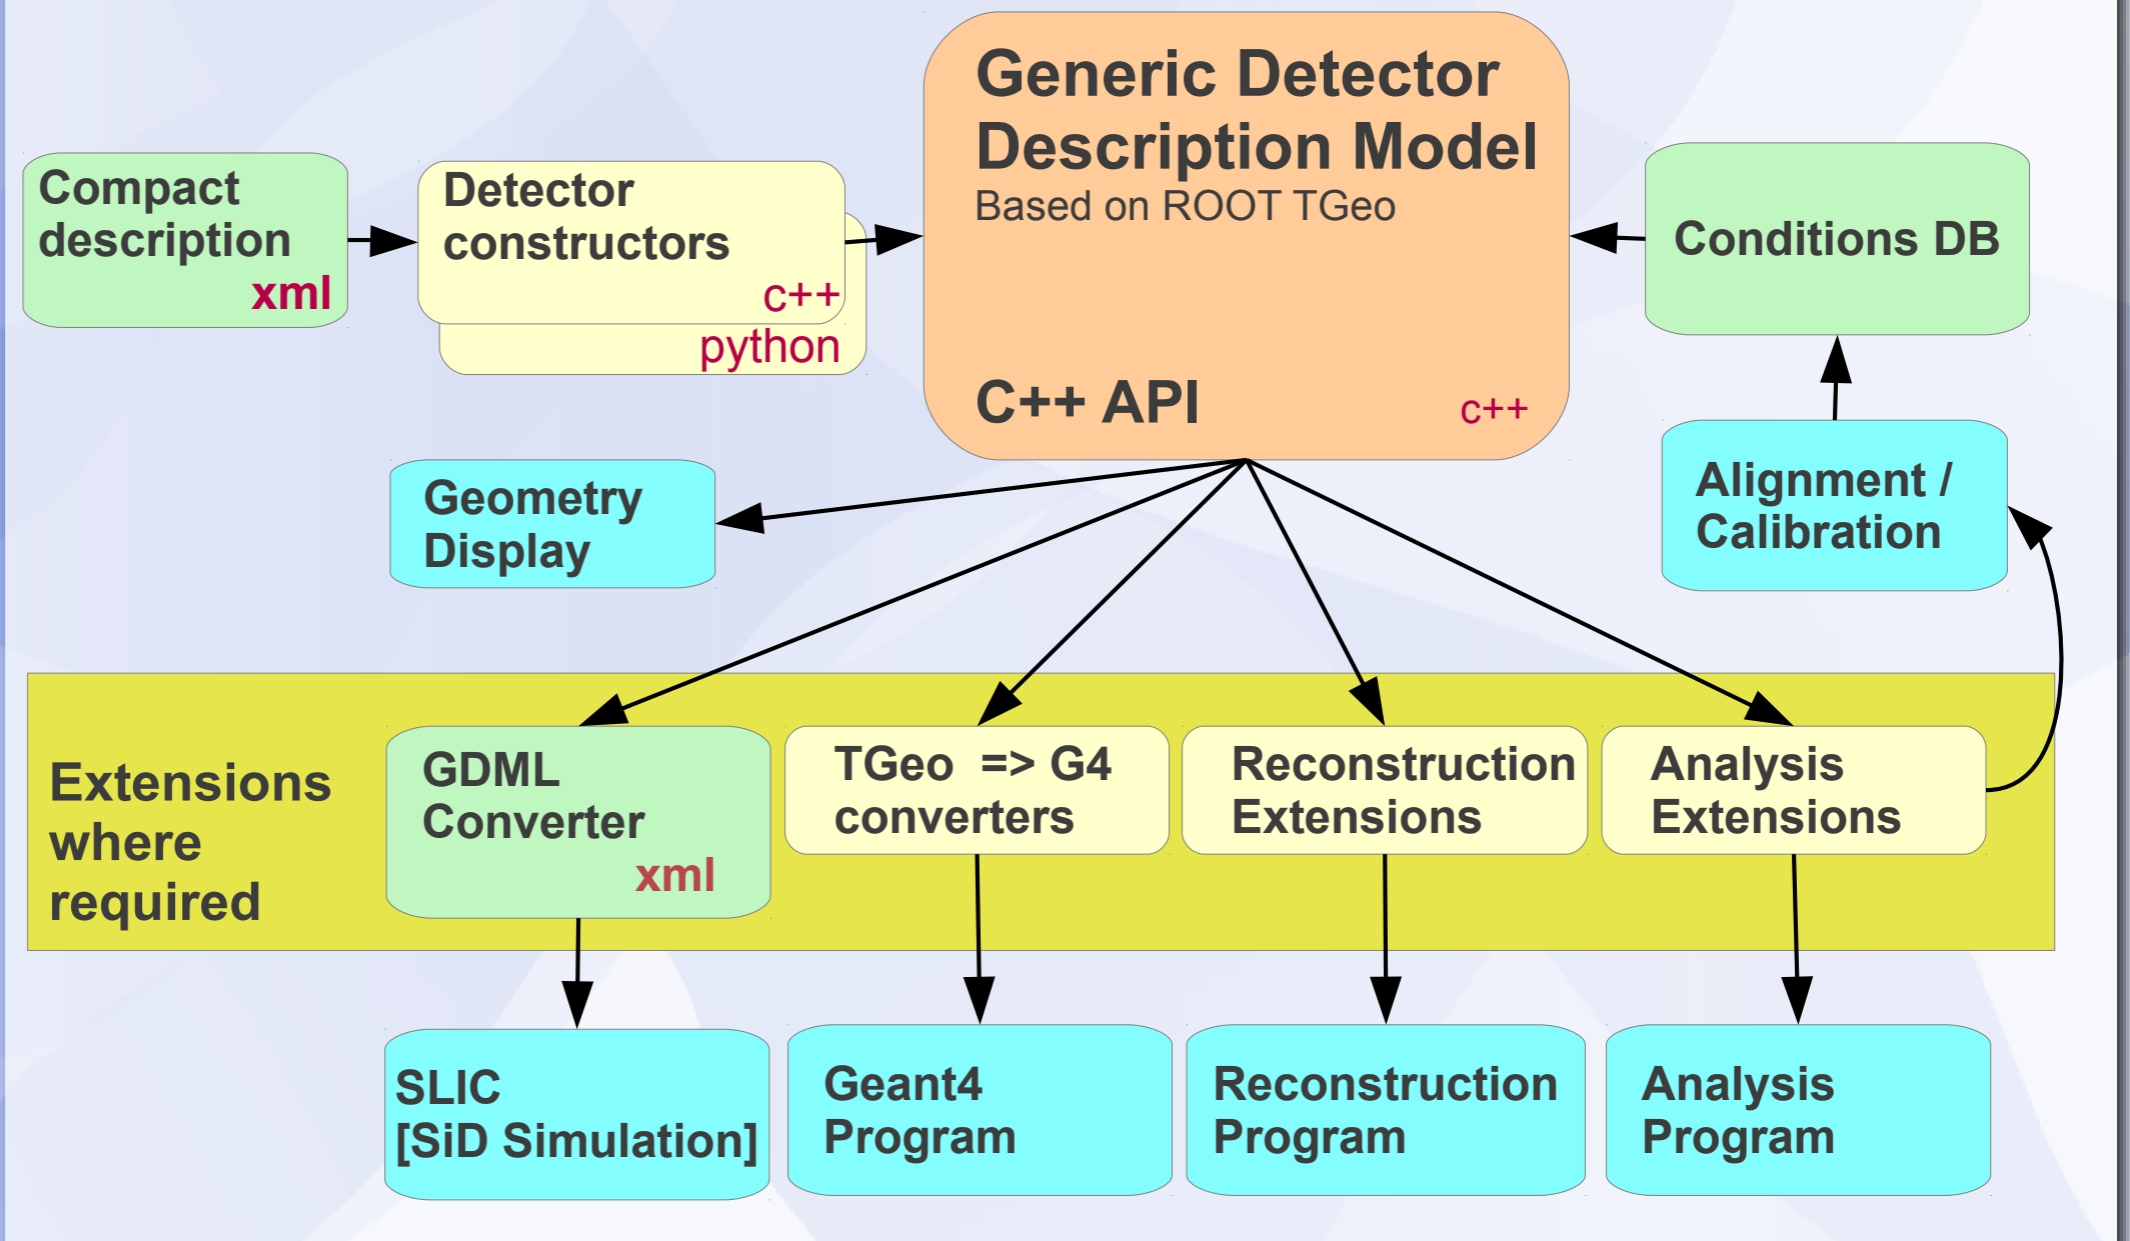 Generic Detector
Description Model
Based on ROOT TGeo
C++ API
c++
Compact
description
xml
Detector
constructors
c++
python
Conditions DB
Geometry
Display
Alignment /
Calibration
Extensions
where
required
GDML
Converter
xml
TGeo => G4
converters
Reconstruction
Extensions
Analysis
Extensions
SLIC
[SiD Simulation]
Geant4
Program
Reconstruction
Program
Analysis
Program